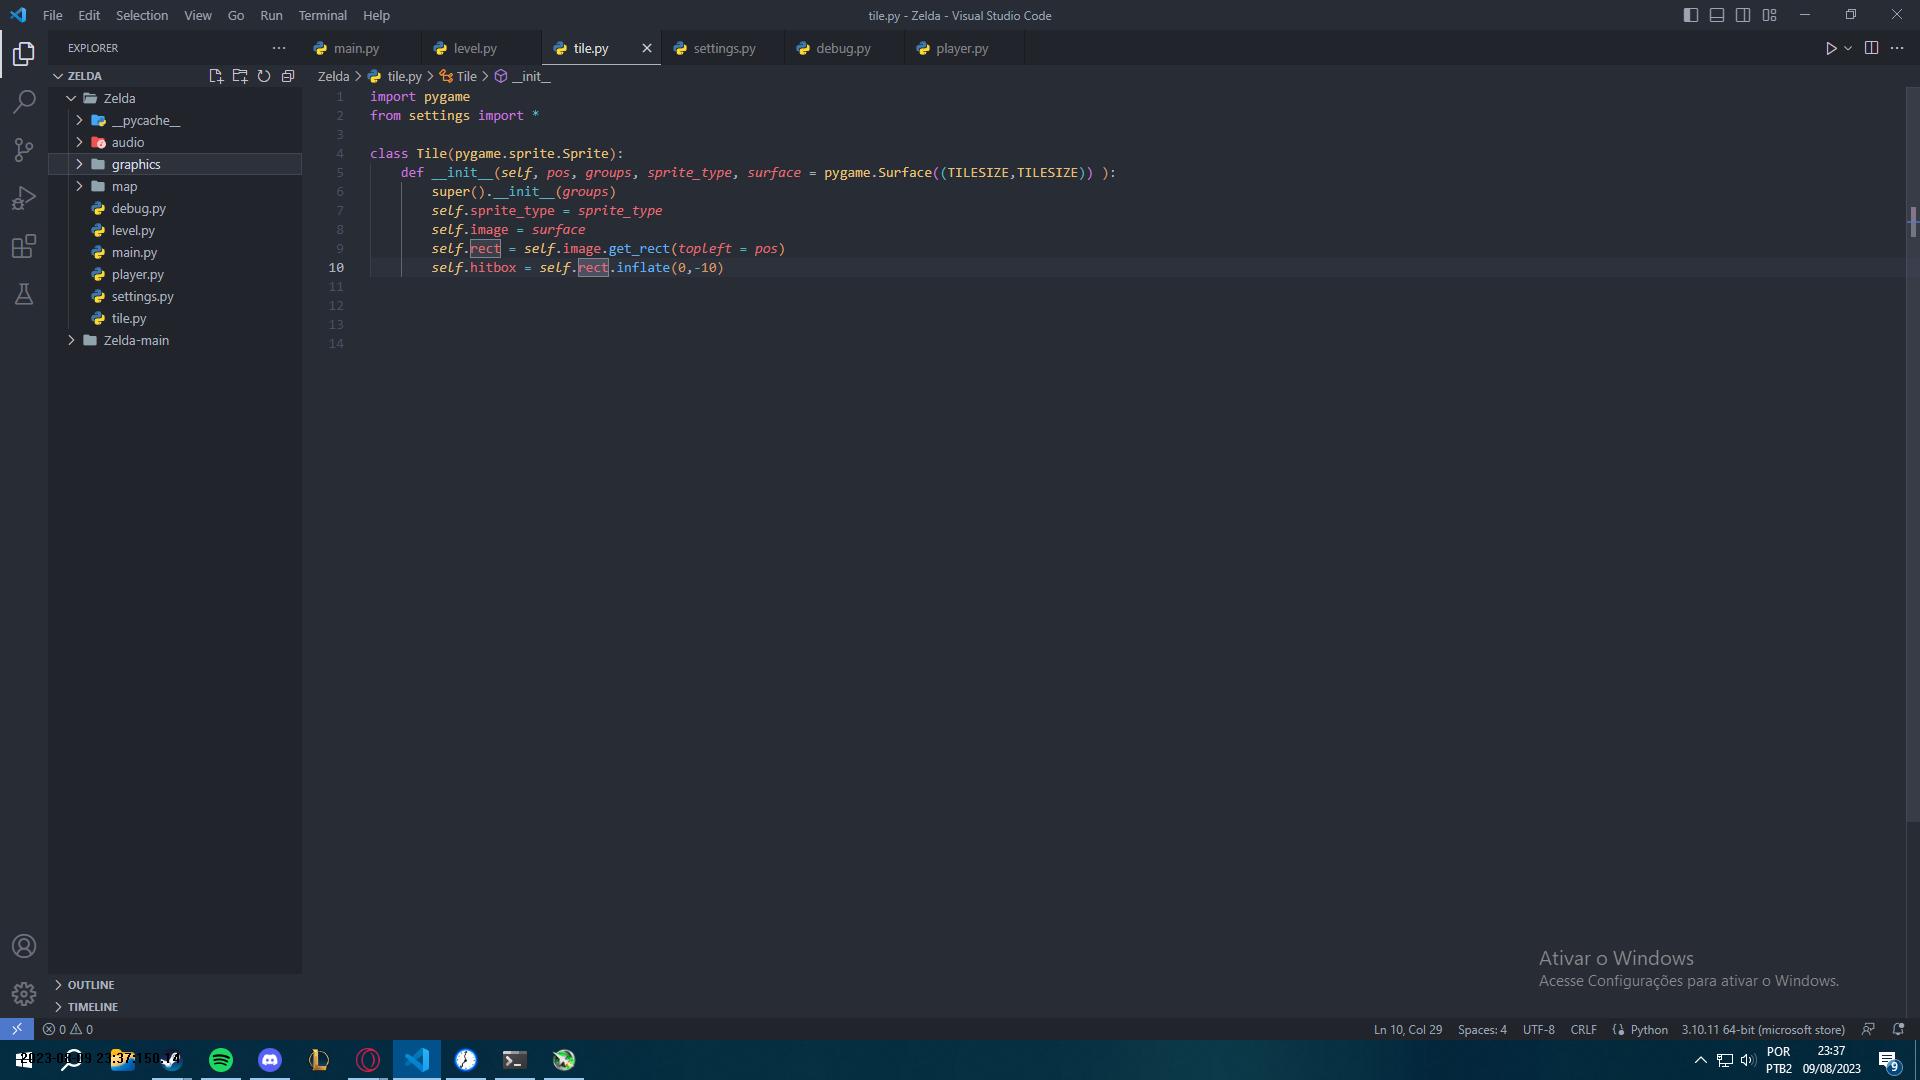 File Edit Selection View Go Run Terminal Help
tile.py - Zelda - Visual Studio Code
EXPLORER
main.py level.py tile.py settings.py debug.py player.py
ZELDA
Zelda > tile.py > Tile > __init__
Zelda
__pycache__
audio
graphics
map
debug.py
level.py
main.py
player.py
settings.py
tile.py
Zelda-main
1 import pygame
2 from settings import *
3
4 class Tile(pygame.sprite.Sprite):
5 def __init__(self, pos, groups, sprite_type, surface = pygame.Surface((TILESIZE,TILESIZE)) ):
6 super().__init__(groups)
7 self.sprite_type = sprite_type
8 self.image = surface
9 self.rect = self.image.get_rect(topleft = pos)
10 self.hitbox = self.rect.inflate(0,-10)
11
12
13
14
Ativar o Windows
Acesse Configurações para ativar o Windows.
OUTLINE
TIMELINE
0 0
Ln 10, Col 29 Spaces: 4 UTF-8 CRLF Python 3.10.11 64-bit (microsoft store)
POR
PTB2
23:37
09/08/2023
9